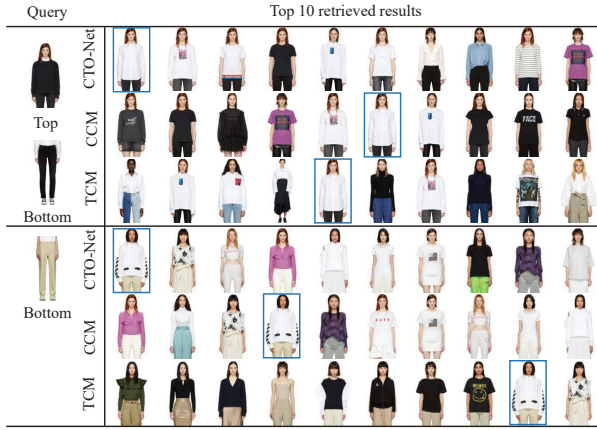 Query
Top 10 retrieved results
Top
Bottom
CTO-Net
CCM
TCM
Bottom
CTO-Net
CCM
TCM